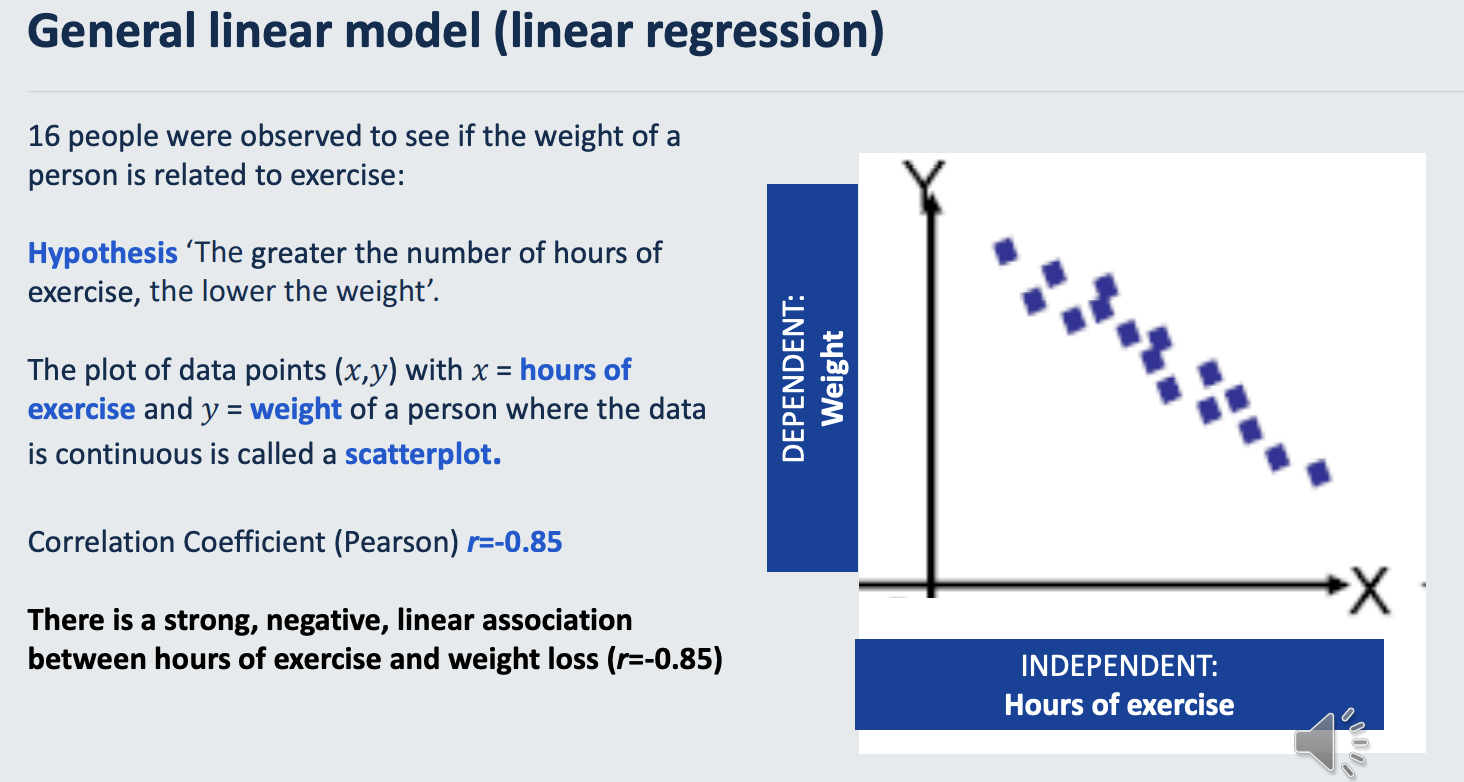 General linear model (linear regression)
16 people were observed to see if the weight of a
person is related to exercise:
Hypothesis ‘The greater the number of hours of
exercise, the lower the weight’.
The plot of data points (x,y) with x = hours of
exercise and y = weight of a person where the data
is continuous is called a scatterplot.
Correlation Coefficient (Pearson) r=-0.85
There is a strong, negative, linear association
between hours of exercise and weight loss (r=-0.85)
DEPENDENT:
Weight
Y
X
INDEPENDENT:
Hours of exercise